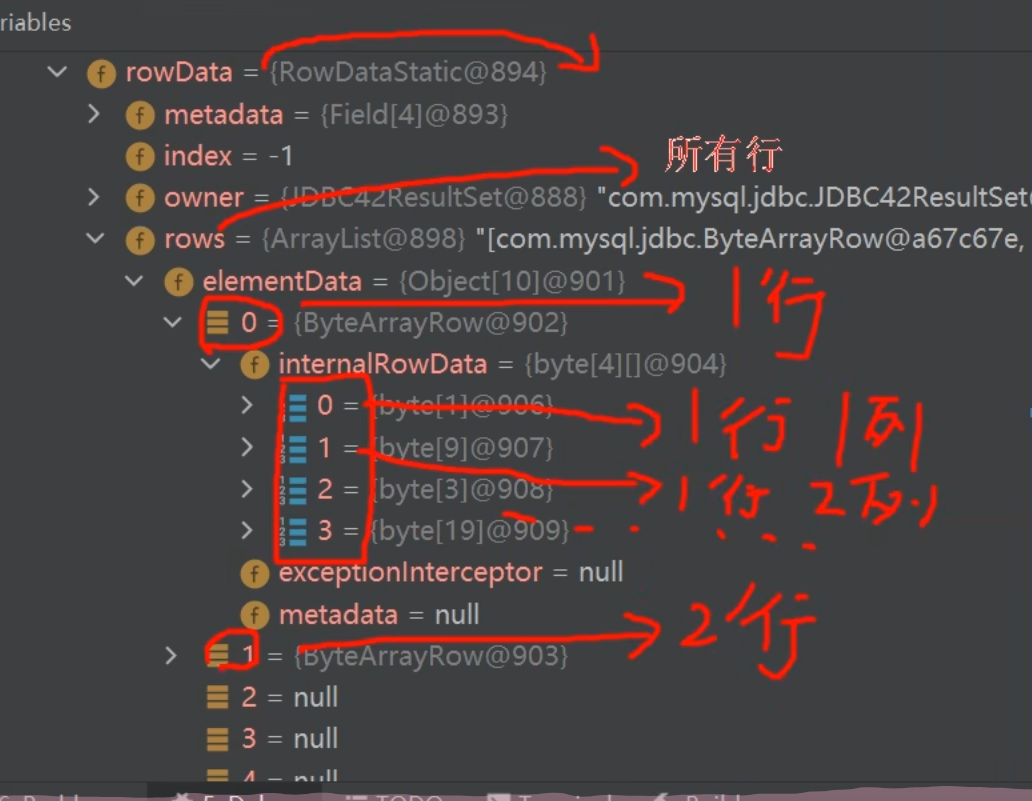 riables
rowData = {RowDataStatic@894}
metadata = {Field[4]@893}
所有行
index = -1
owner = {JDBC42ResultSet@888} "com.mysql.jdbc.JDBC42ResultSet
rows = {ArrayList@898} "[com.mysql.jdbc.ByteArrayRow@a67c67e,
elementData = {Object[10]@901}
1行
0 = {ByteArrayRow@902}
internalRowData = {byte[4][]@904}
0 = {byte[1]@906}
1行 1列
1 = {byte[9]@907}
2 = {byte[3]@908}
1行 2列
3 = {byte[19]@909}
exceptionInterceptor = null
metadata = null
2行
1 = {ByteArrayRow@903}
2 = null
3 = null
4 = null